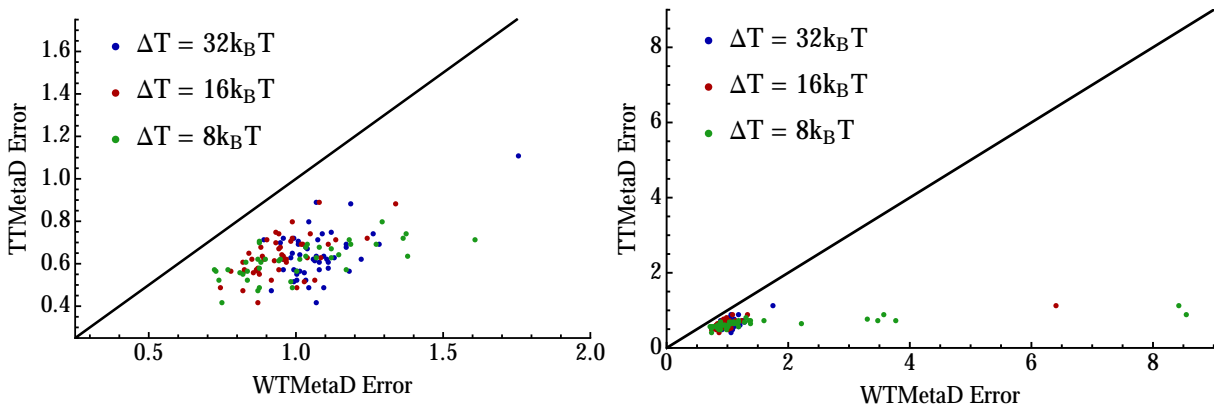 ΔT = 32k_BT
ΔT = 16k_BT
ΔT = 8k_BT
TTMetaD Error
1.6
1.4
1.2
1.0
0.8
0.6
0.4
0.5
1.0
1.5
2.0
WTMetaD Error
ΔT = 32k_BT
ΔT = 16k_BT
ΔT = 8k_BT
TTMetaD Error
8
6
4
2
0
0
2
4
6
8
WTMetaD Error